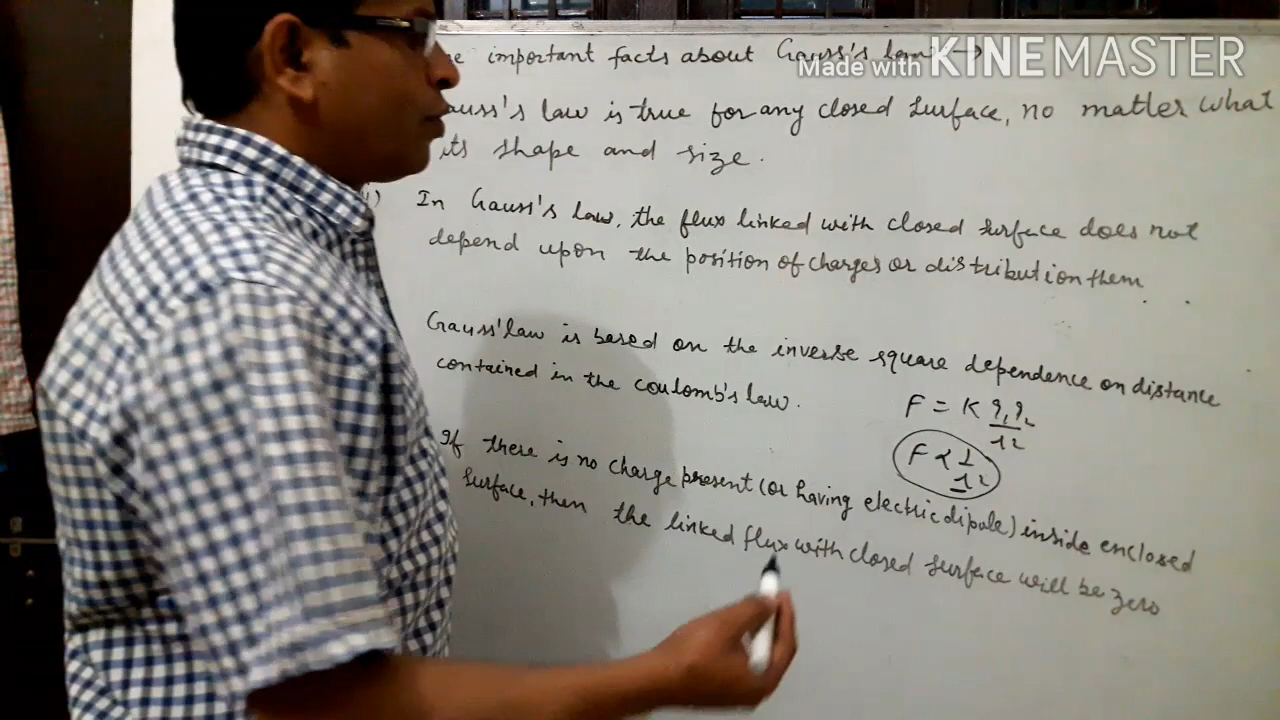 important facts about Gauss's law →
Made with KINEMASTER
Gauss's law is true for any closed surface, no matter what
its shape and size.
In Gauss's law, the flux linked with closed surface does not
depend upon the position of charges or distribution them
Gauss'law is based on the inverse square dependence on distance
contained in the coulomb's law.
F = K q1q2/r2
F ∝ 1/r2
If there is no charge present (or having electric dipole) inside enclosed
surface, then the linked flux with closed surface will be zero